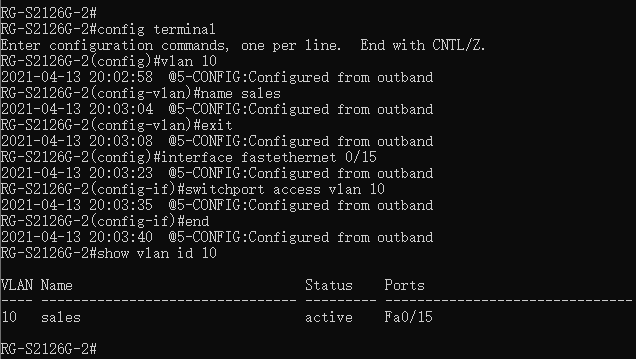 RG-S2126G-2#
RG-S2126G-2#config terminal
Enter configuration commands, one per line.  End with CNTL/Z.
RG-S2126G-2(config)#vlan 10
2021-04-13 20:02:58  @5-CONFIG:Configured from outband
RG-S2126G-2(config-vlan)#name sales
2021-04-13 20:03:04  @5-CONFIG:Configured from outband
RG-S2126G-2(config-vlan)#exit
2021-04-13 20:03:08  @5-CONFIG:Configured from outband
RG-S2126G-2(config)#interface fastethernet 0/15
2021-04-13 20:03:23  @5-CONFIG:Configured from outband
RG-S2126G-2(config-if)#switchport access vlan 10
2021-04-13 20:03:35  @5-CONFIG:Configured from outband
RG-S2126G-2(config-if)#end
2021-04-13 20:03:40  @5-CONFIG:Configured from outband
RG-S2126G-2#show vlan id 10
VLAN Name                             Status    Ports
---- -------------------------------- --------- -------------------------------
10   sales                            active    Fa0/15
RG-S2126G-2#